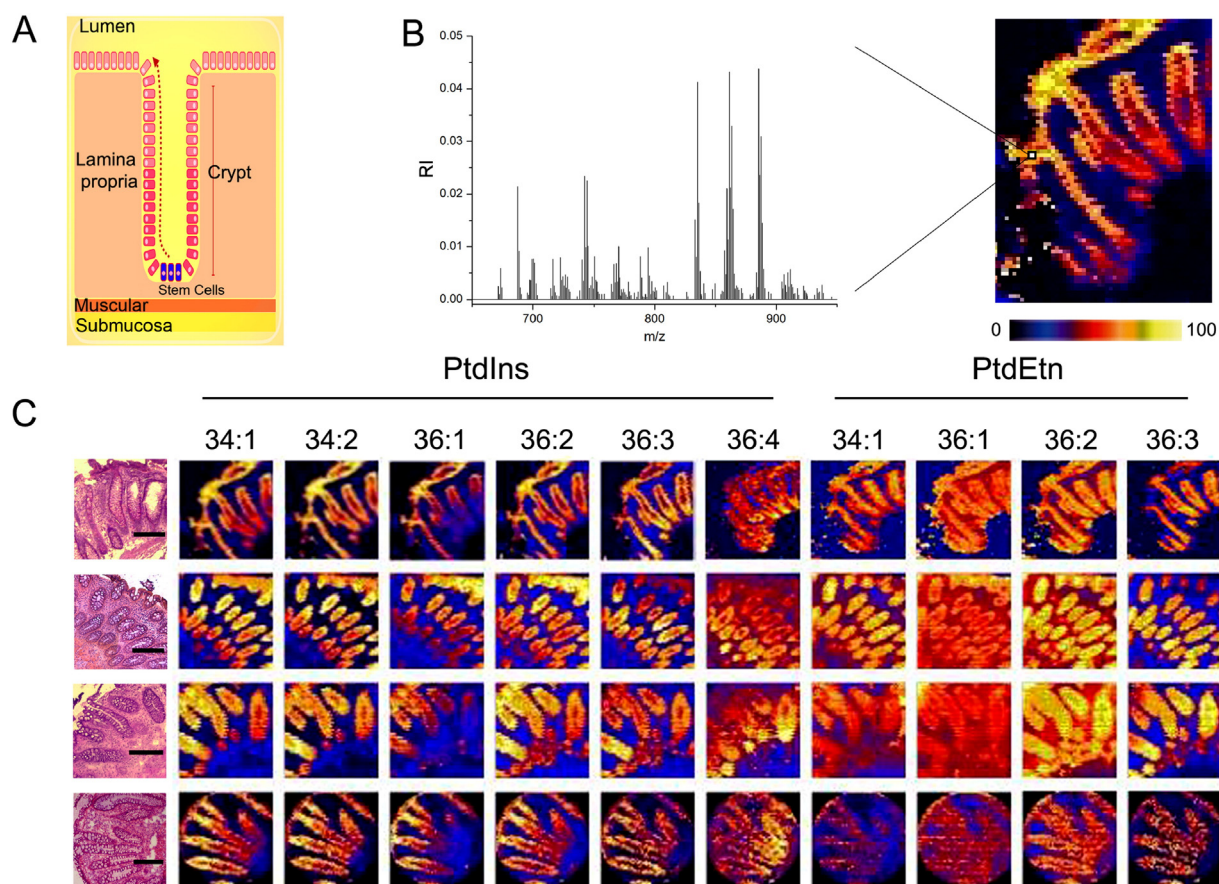 A
Lumen
Lamina
propria
Crypt
Stem Cells
Muscular
Submucosa
B
0.05
0.04
0.03
0.02
0.01
0.00
RI
700
800
900
m/z
0
100
PtdIns
PtdEtn
C
34:1 34:2 36:1 36:2 36:3 36:4 34:1 36:1 36:2 36:3